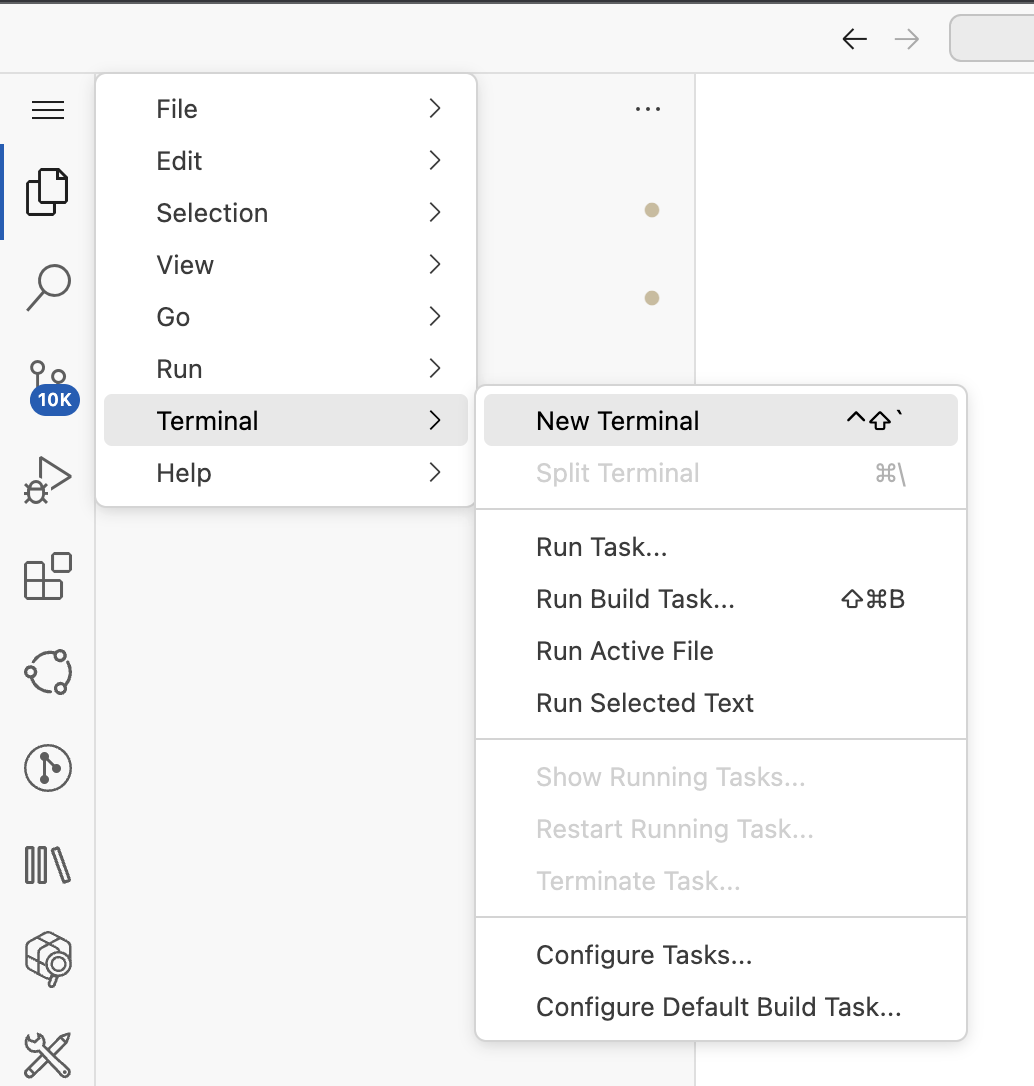 File
Edit
Selection
View
Go
Run
Terminal
Help
10K
New Terminal ^⇧`
Split Terminal ⌘\
Run Task...
Run Build Task... ⇧⌘B
Run Active File
Run Selected Text
Show Running Tasks...
Restart Running Task...
Terminate Task...
Configure Tasks...
Configure Default Build Task...